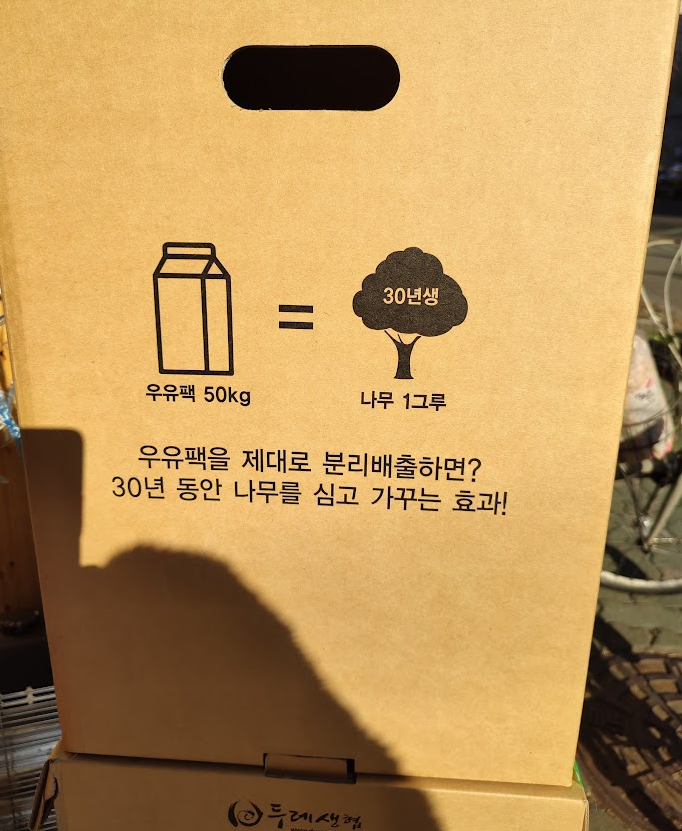 30년생
우유팩 50kg
나무 1그루
우유팩을 제대로 분리배출하면?
30년 동안 나무를 심고 가꾸는 효과!
두레생협